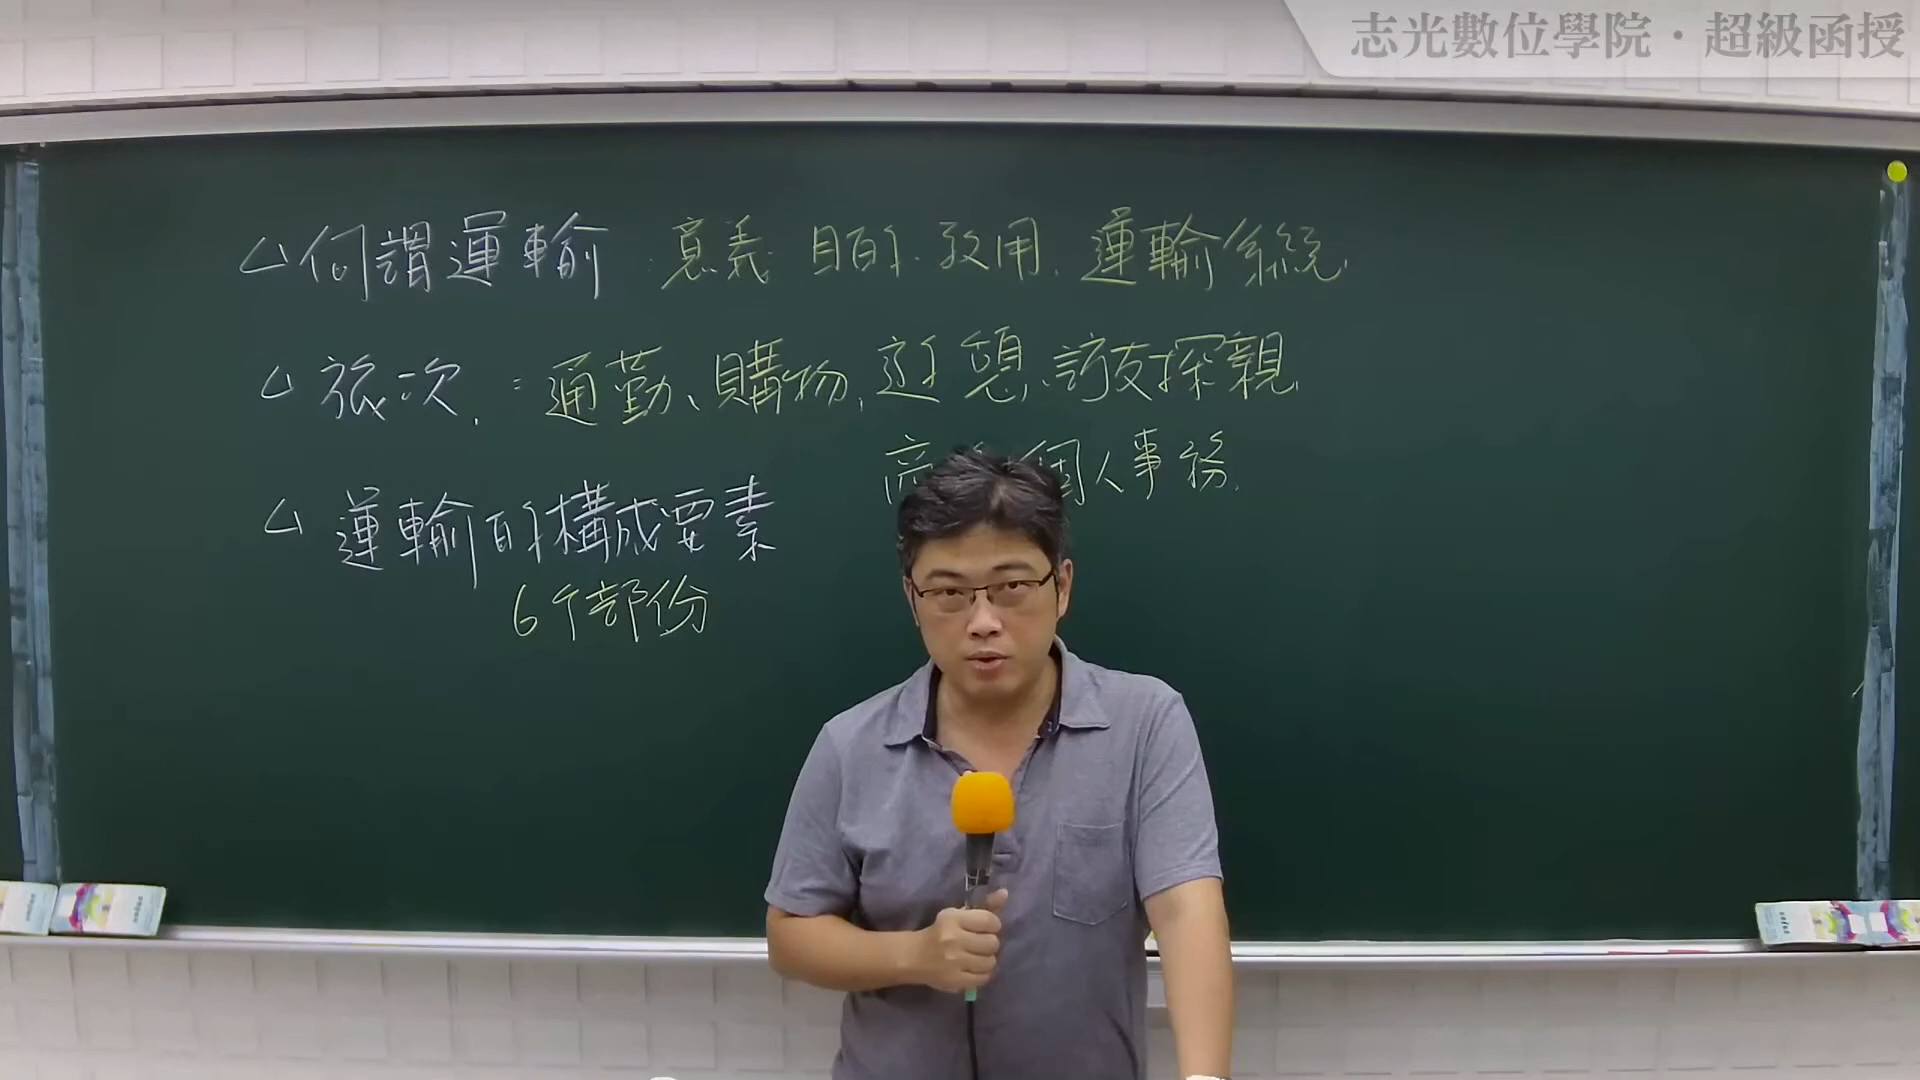 志光數位學院・超級函授
何謂運輸：意義 目的、效用、運輸系統
旅次：通勤、購物、遊憩、訪友探親
商 個人事務
運輸的構成要素
6个部份